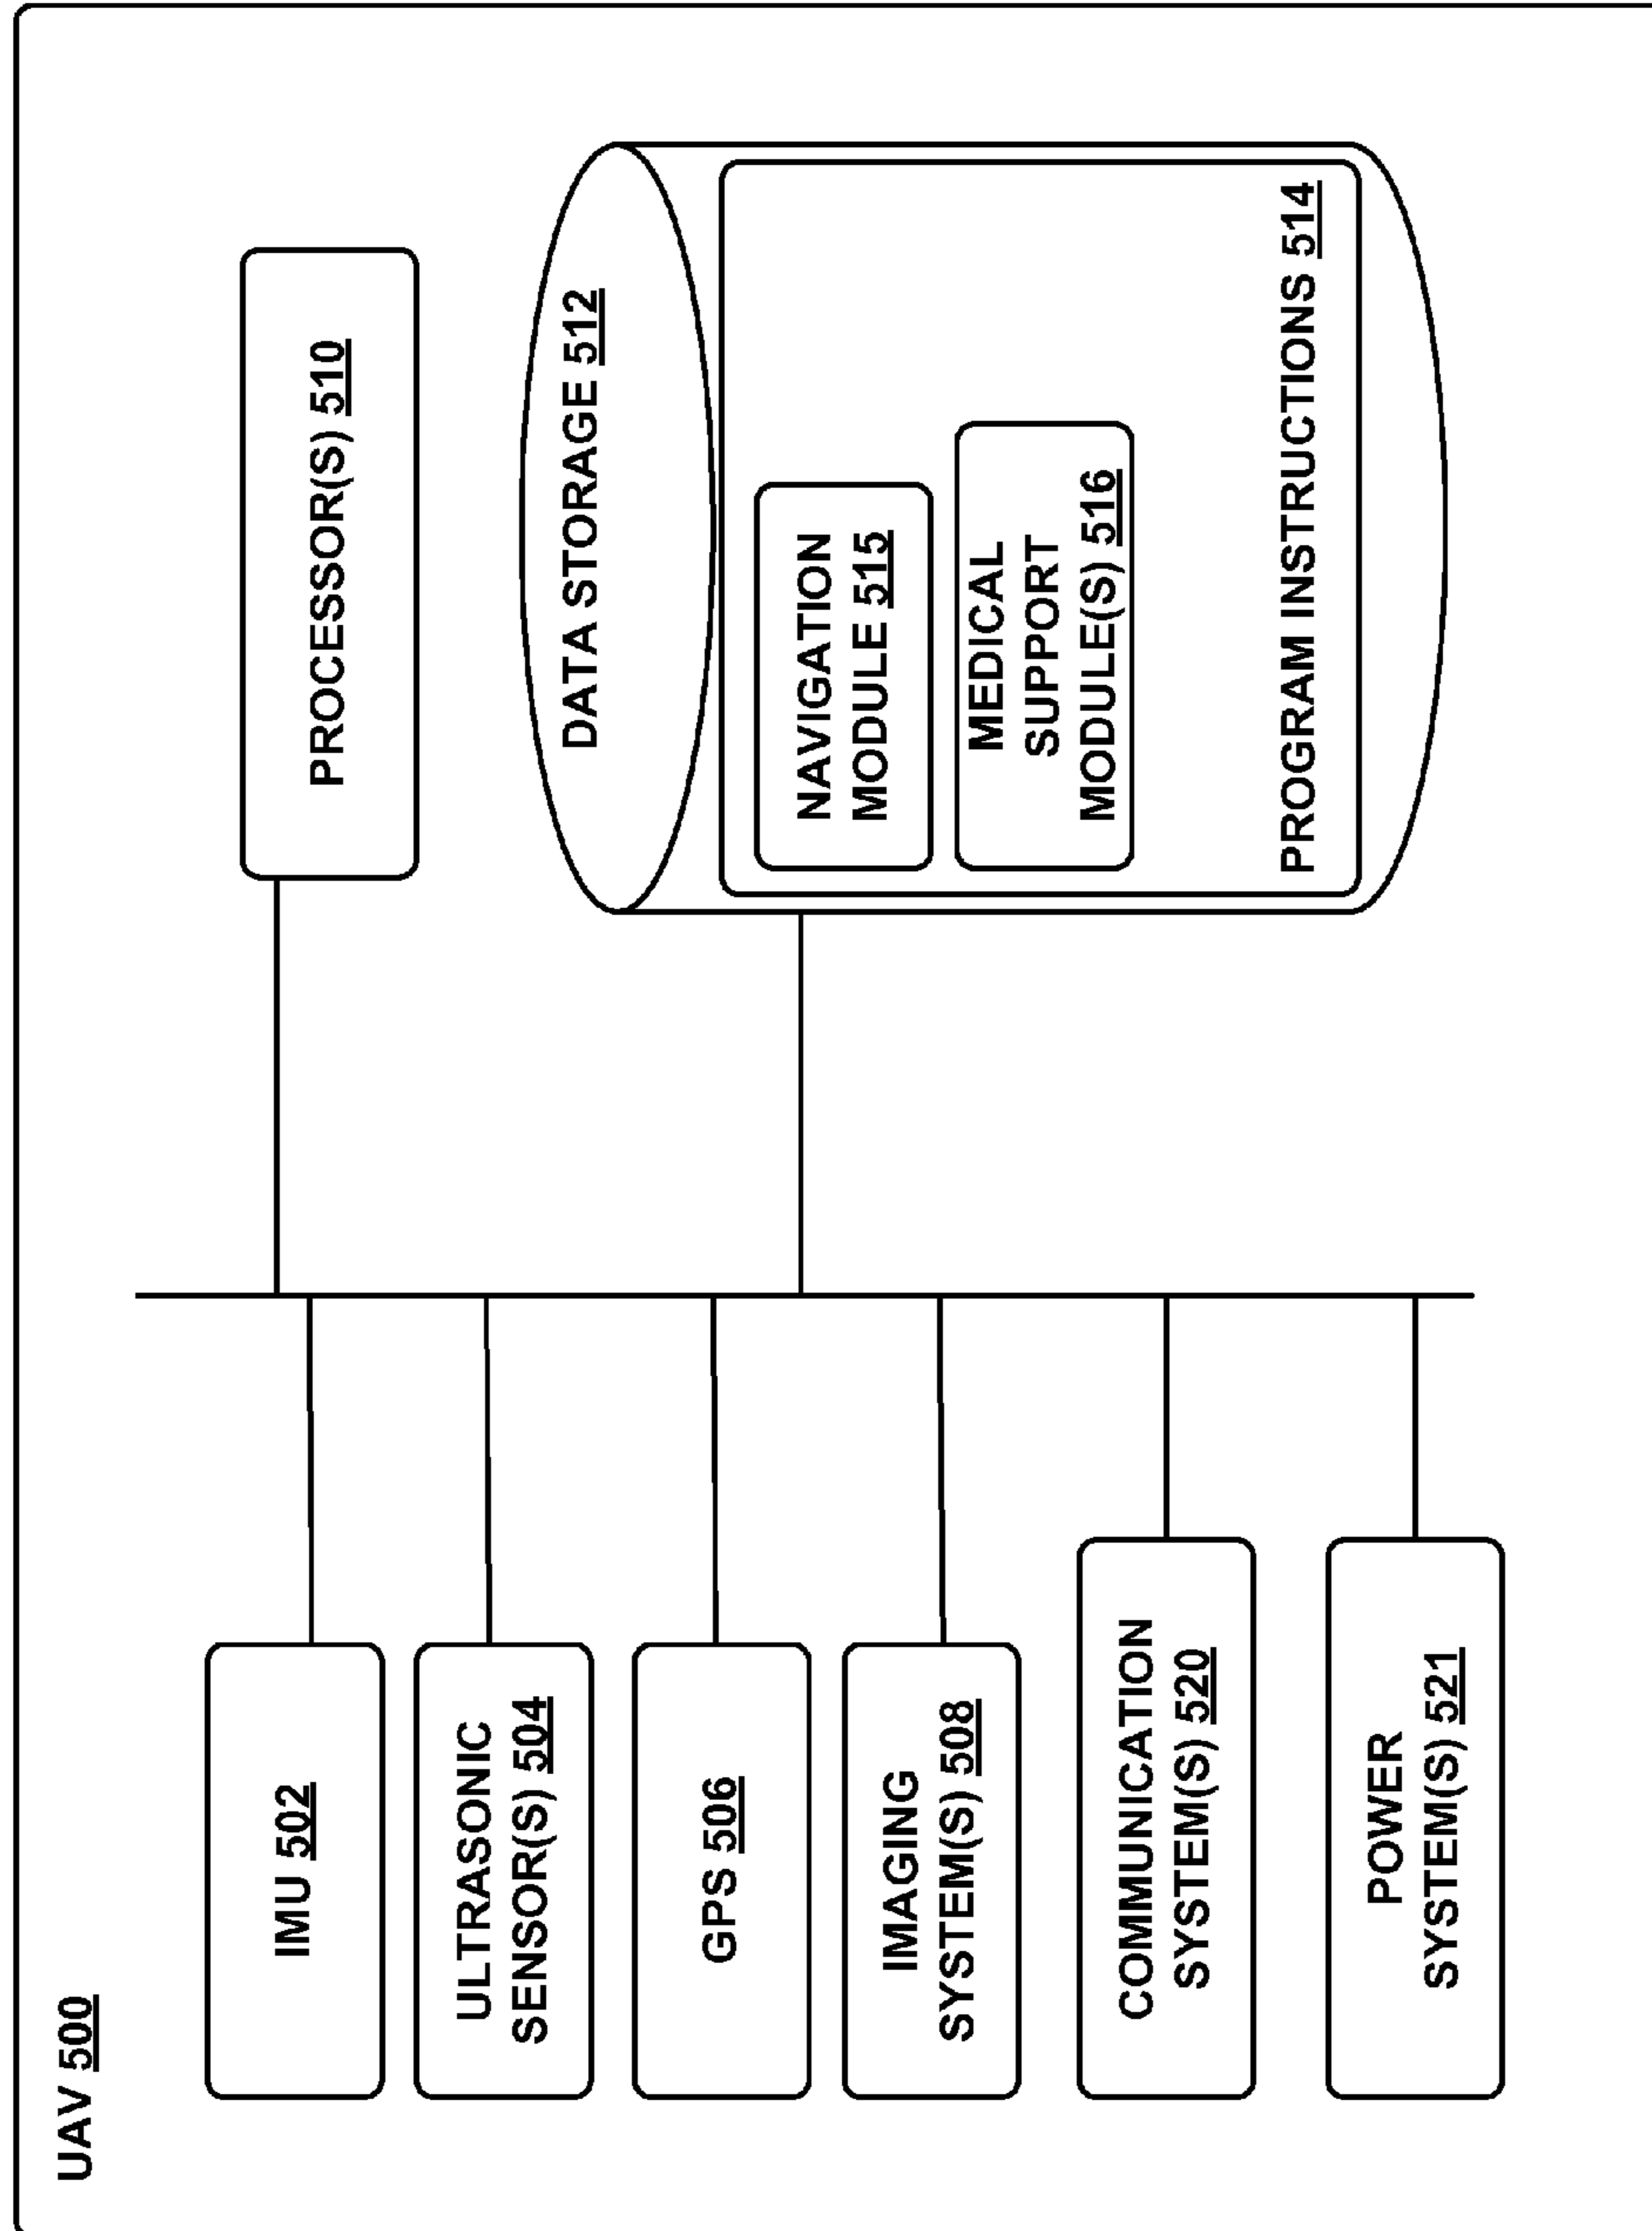 UAV 500
IMU 502
ULTRASONIC
SENSOR(S) 504
GPS 506
IMAGING
SYSTEM(S) 508
COMMUNICATION
SYSTEM(S) 520
POWER
SYSTEM(S) 521
PROCESSOR(S) 510
DATA STORAGE 512
NAVIGATION
MODULE 515
MEDICAL
SUPPORT
MODULE(S) 516
PROGRAM INSTRUCTIONS 514